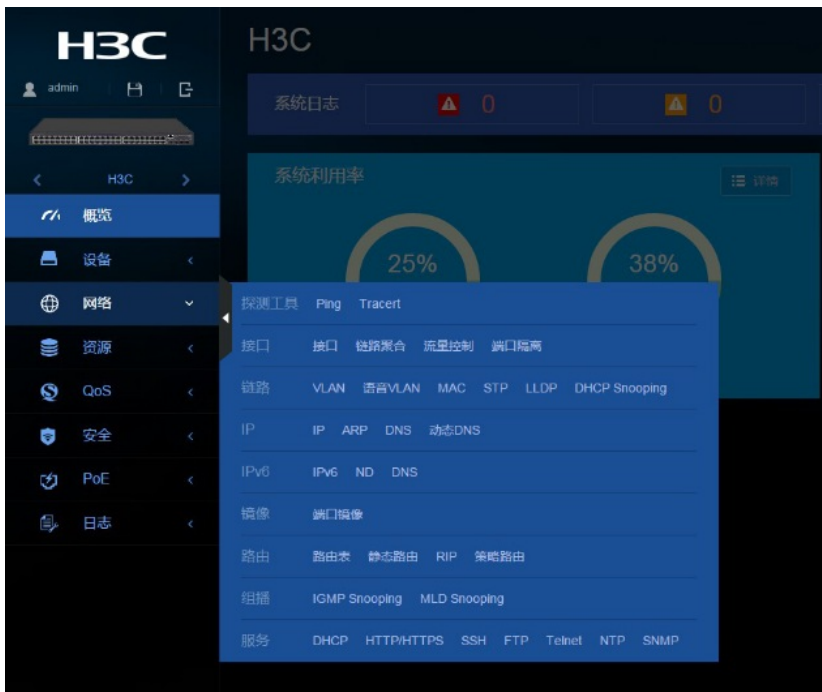 H3C
admin
H3C
概览
设备
网络
资源
QoS
安全
PoE
日志
H3C
系统日志 0 0
系统利用率 详情
25% 38%
探测工具 Ping Tracert
接口 接口 链路聚合 流量控制 端口隔离
链路 VLAN 语音VLAN MAC STP LLDP DHCP Snooping
IP IP ARP DNS 动态DNS
IPv6 IPv6 ND DNS
镜像 端口镜像
路由 路由表 静态路由 RIP 策略路由
组播 IGMP Snooping MLD Snooping
服务 DHCP HTTP/HTTPS SSH FTP Telnet NTP SNMP